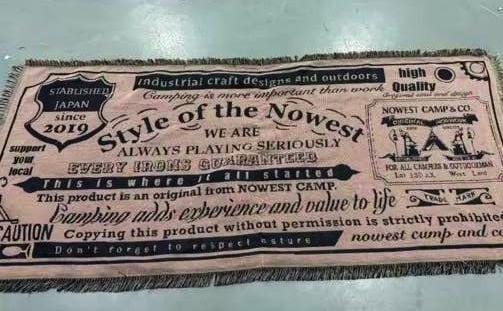 STABLISHED
JAPAN
since
2019
support
your
local
industrial craft designs and outdoors
Camping is more important than work
Style of the Nowest
WE ARE
ALWAYS PLAYING SERIOUSLY
EVERY IRONS GUARANTEED
This is where it all started
This product is an original from NOWEST CAMP.
Camping adds experience and value to life
CAUTION Copying this product without permission is strictly prohibite
Don't forget to respect nature
nowest camp and co
high
Quality
NOWEST CAMP & CO.
ORIGINAL
FOR ALL CAMPERS & OUTDOORSMAN
TRADE MARK